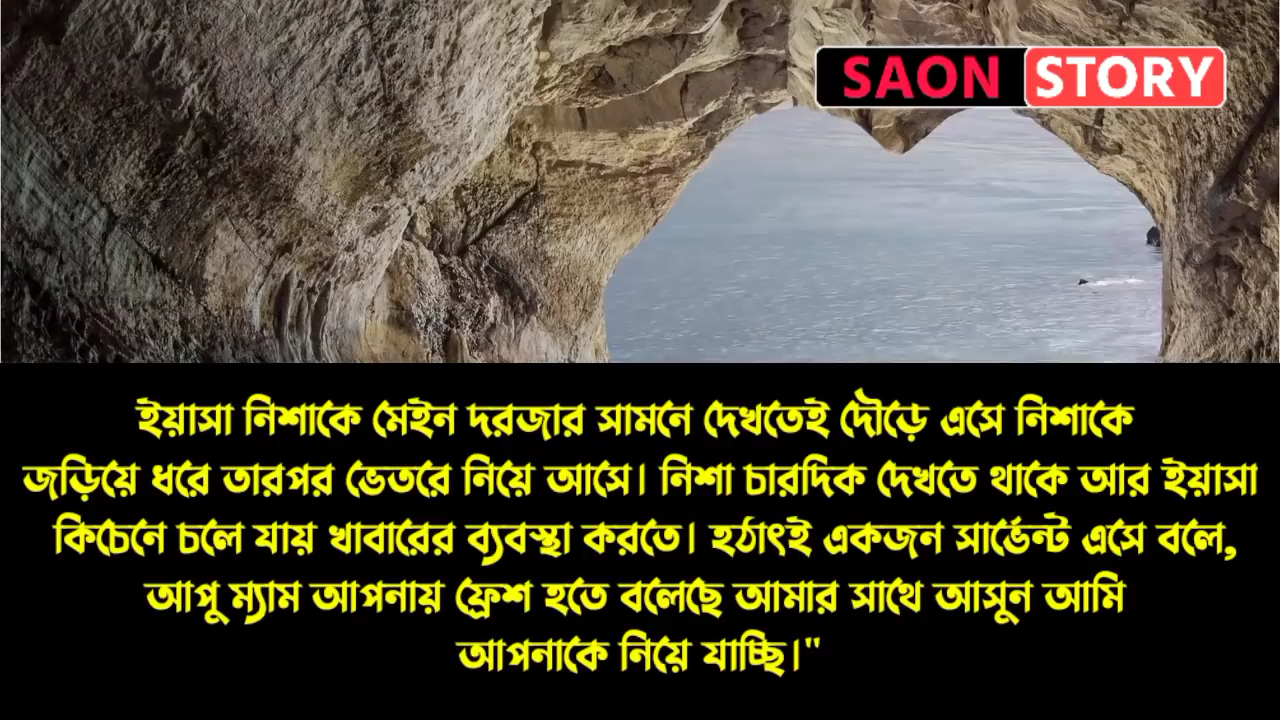 SAON STORY
ইয়াসা নিশাকে মেইন দরজার সামনে দেখতেই দৌড়ে এসে নিশাকে
জড়িয়ে ধরে তারপর ভেতরে নিয়ে আসে। নিশা চারদিক দেখতে থাকে আর ইয়াসা
কিচেনে চলে যায় খাবারের ব্যবস্থা করতে। হঠাৎই একজন সার্ভেন্ট এসে বলে,
আপু ম্যাম আপনায় ফ্রেশ হতে বলেছে আমার সাথে আসুন আমি
আপনাকে নিয়ে যাচ্ছি।"